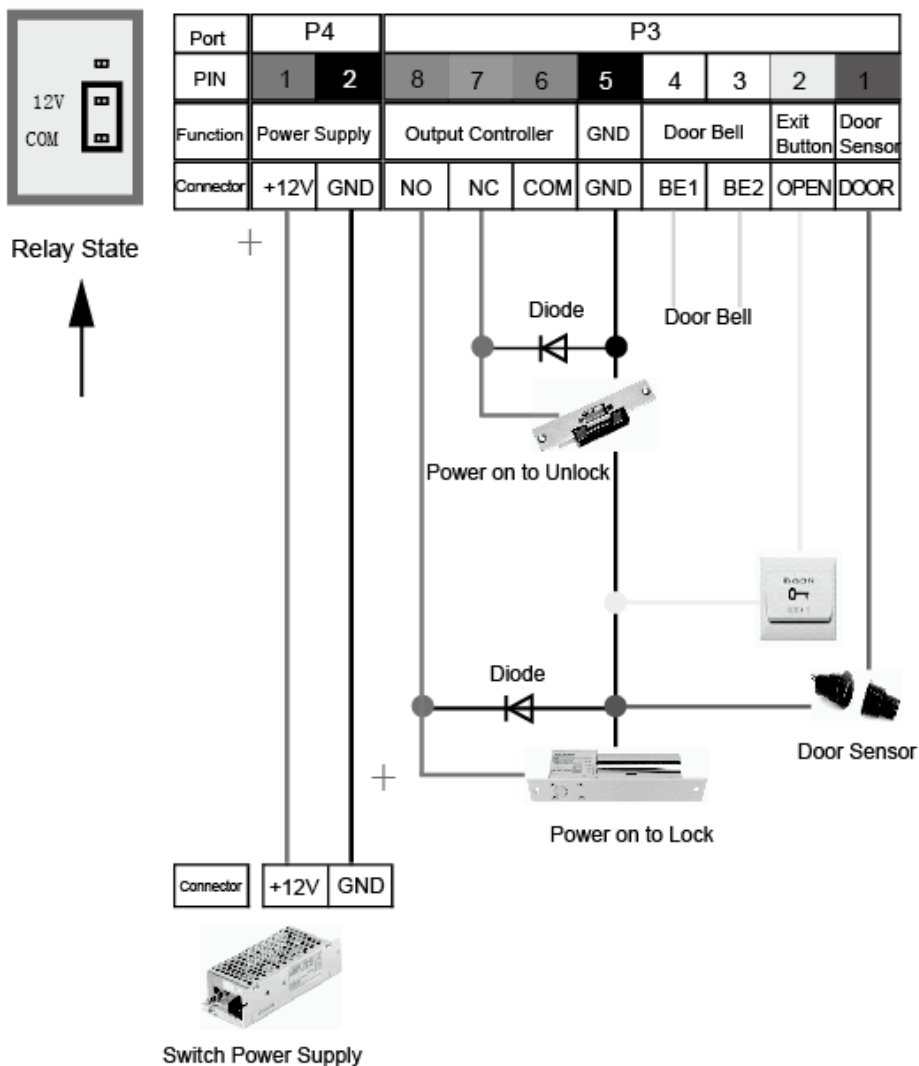 Port P4 P3
PIN 1 2 8 7 6 5 4 3 2 1
12V
COM
Function Power Supply Output Controller GND Door Bell Exit Button Door Sensor
Connector +12V GND NO NC COM GND BE1 BE2 OPEN DOOR
Relay State
Diode
Door Bell
Power on to Unlock
Diode
Door Sensor
Power on to Lock
Connector +12V GND
Switch Power Supply